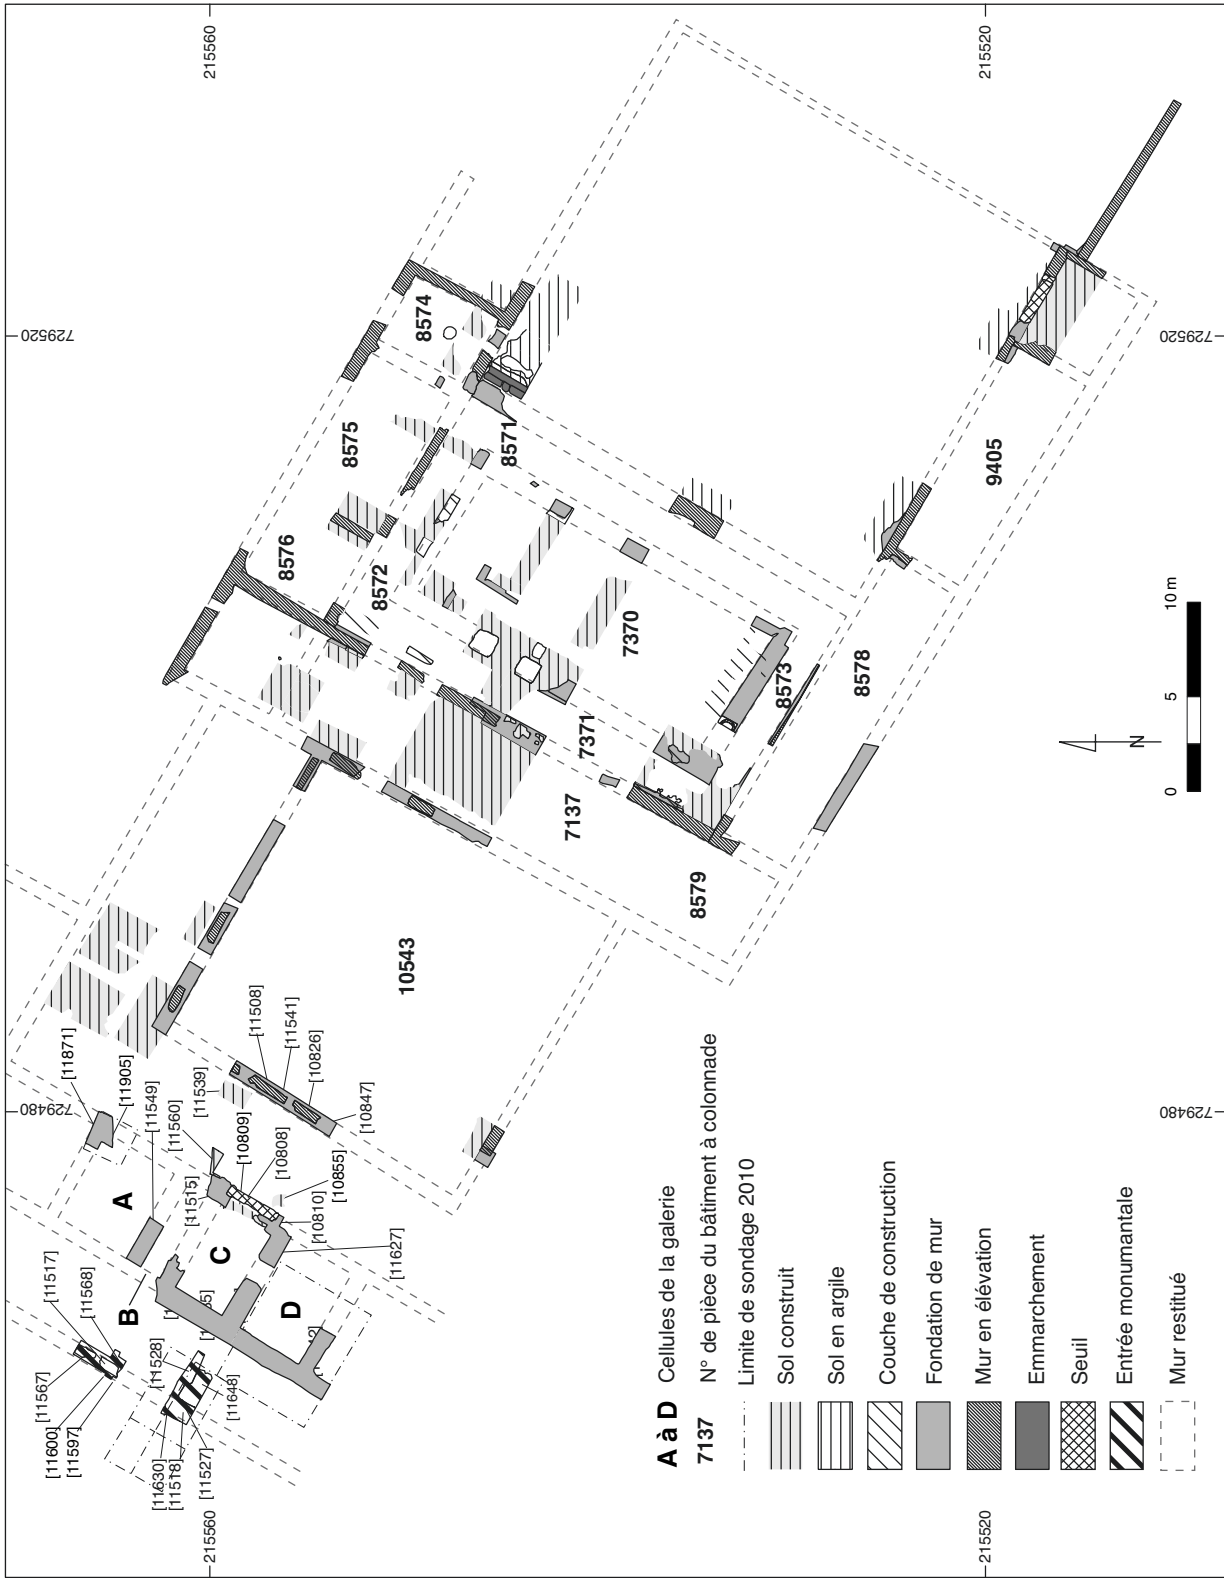 215560
215520
729520
729520
729480
729480
215560
215520
8574
8575
8571
8576
8572
7370
9405
8573
8578
7371
7137
8579
10543
[11871]
[11905]
[11549]
[11508]
[11541]
[10826]
[10847]
[11539]
[11560]
[10809]
[10808]
[10855]
[10810]
[11627]
[11515]
[11517]
[11568]
[11567]
[11600]
[11597]
[11528]
[11648]
[11630]
[11518]
[11527]
A
B
C
D
A à D Cellules de la galerie
7137 N° de pièce du bâtiment à colonnade
Limite de sondage 2010
Sol construit
Sol en argile
Couche de construction
Fondation de mur
Mur en élévation
Emmarchement
Seuil
Entrée monumantale
Mur restitué
N
0 5 10 m